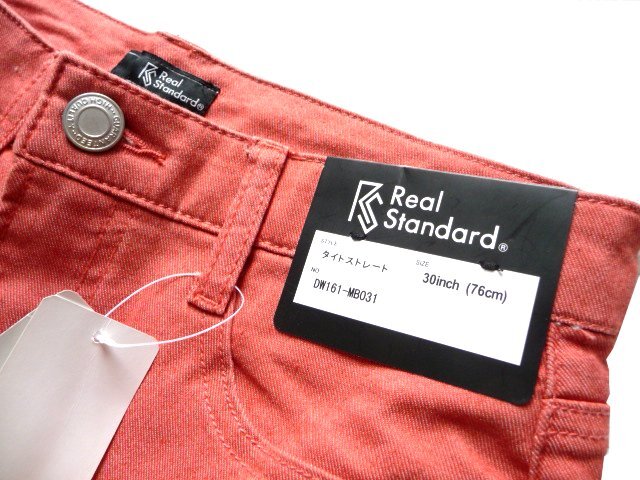 Real
Standard®
Real
Standard®
STYLE
タイトストレート
SIZE
30inch (76cm)
NO
DW161-MB031